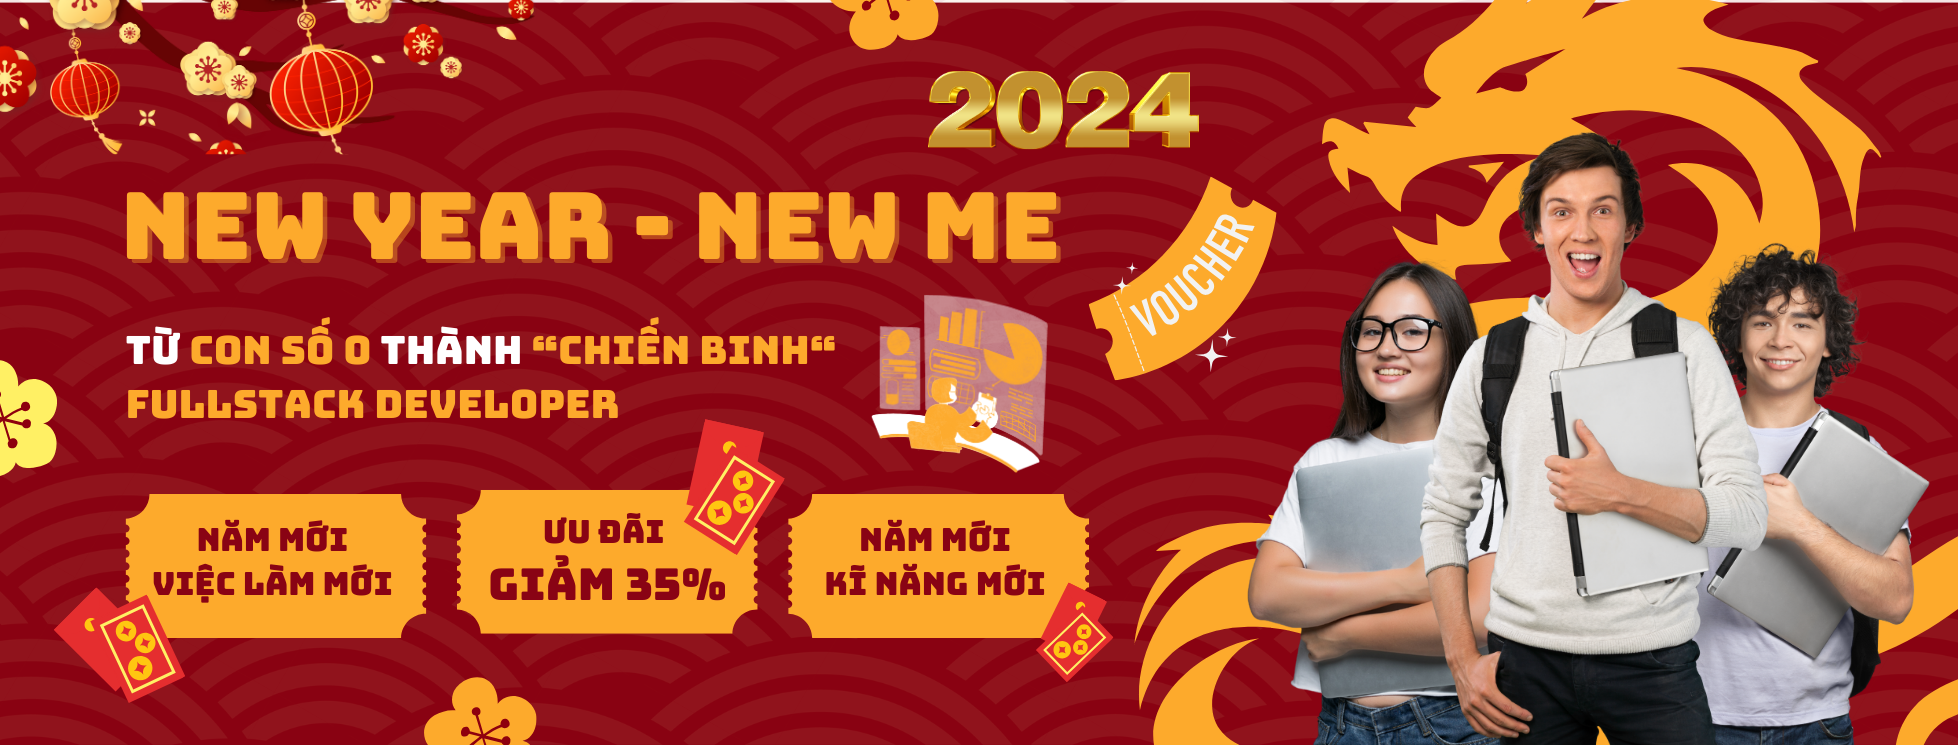 2024
NEW YEAR - NEW ME
VOUCHER
TỪ CON SỐ 0 THÀNH “CHIẾN BINH“
FULLSTACK DEVELOPER
NĂM MỚI
VIỆC LÀM MỚI
ƯU ĐÃI
GIẢM 35%
NĂM MỚI
KĨ NĂNG MỚI